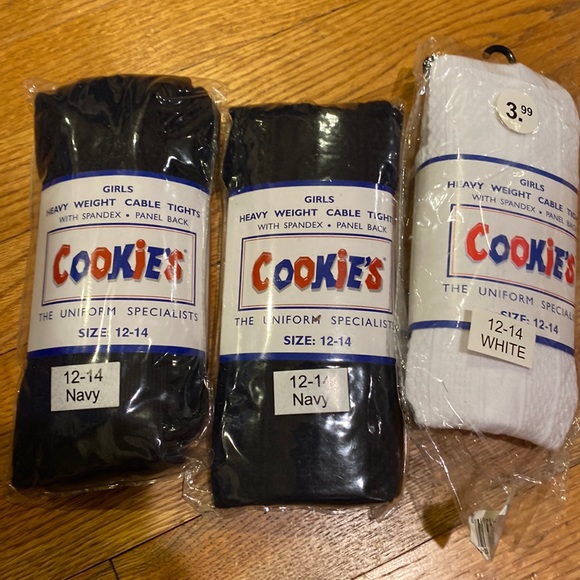 GIRLS
HEAVY WEIGHT CABLE TIGHTS
WITH SPANDEX • PANEL BACK
COOKIE'S
THE UNIFORM SPECIALISTS
SIZE: 12-14
12-14
Navy
GIRLS
HEAVY WEIGHT CABLE TIGHTS
WITH SPANDEX • PANEL BACK
COOKIE'S
THE UNIFORM SPECIALISTS
SIZE: 12-14
12-14
Navy
3.99
GIRLS
HEAVY WEIGHT CABLE TIGHTS
WITH SPANDEX • PANEL BACK
COOKIE'S
THE UNIFORM SPECIALISTS
SIZE: 12-14
12-14
WHITE